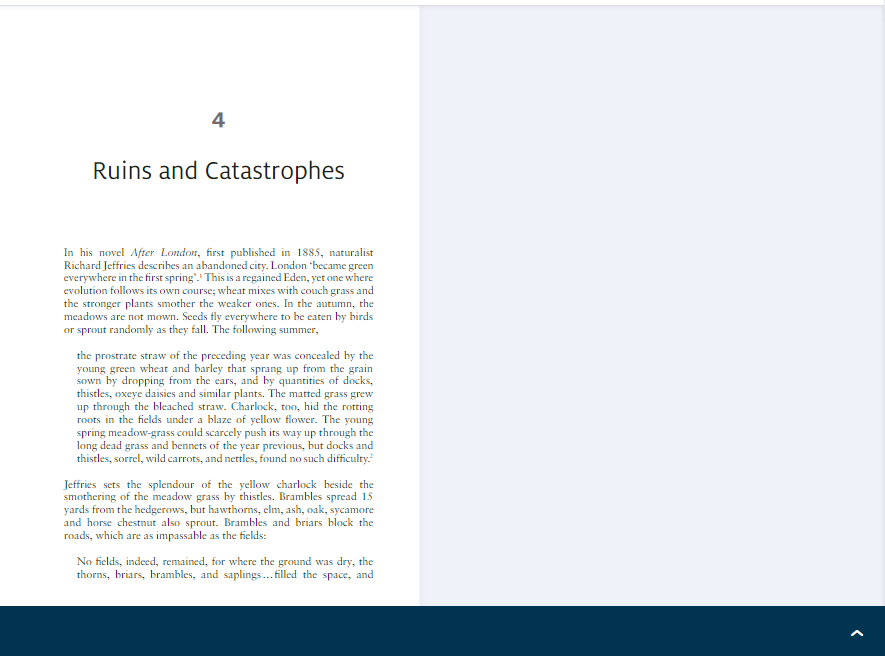 4
Ruins and Catastrophes
In his novel After London, first published in 1885, naturalist
Richard Jeffries describes an abandoned city. London ‘became green
everywhere in the first spring’.¹ This is a regained Eden, yet one where
evolution follows its own course; wheat mixes with couch grass and
the stronger plants smother the weaker ones. In the autumn, the
meadows are not mown. Seeds fly everywhere to be eaten by birds
or sprout randomly as they fall. The following summer,
the prostrate straw of the preceding year was concealed by the
young green wheat and barley that sprang up from the grain
sown by dropping from the ears, and by quantities of docks,
thistles, oxeye daisies and similar plants. The matted grass grew
up through the bleached straw. Charlock, too, hid the rotting
roots in the fields under a blaze of yellow flower. The young
spring meadow-grass could scarcely push its way up through the
long dead grass and bennets of the year previous, but docks and
thistles, sorrel, wild carrots, and nettles, found no such difficulty.²
Jeffries sets the splendour of the yellow charlock beside the
smothering of the meadow grass by thistles. Brambles spread 15
yards from the hedgerows, but hawthorns, elm, ash, oak, sycamore
and horse chestnut also sprout. Brambles and briars block the
roads, which are as impassable as the fields:
No fields, indeed, remained, for where the ground was dry, the
thorns, briars, brambles, and saplings…filled the space, and